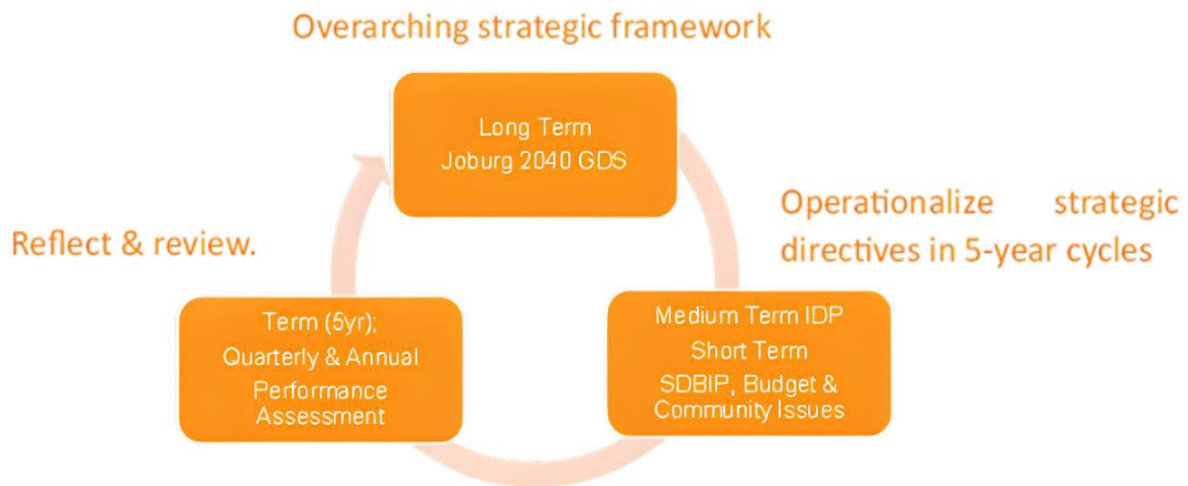 Overarching strategic framework
Long Term
Joburg 2040 GDS
Operationalize strategic
directives in 5-year cycles
Medium Term IDP
Short Term
SDBIP, Budget &
Community Issues
Reflect & review.
Term (5yr);
Quarterly & Annual
Performance
Assessment